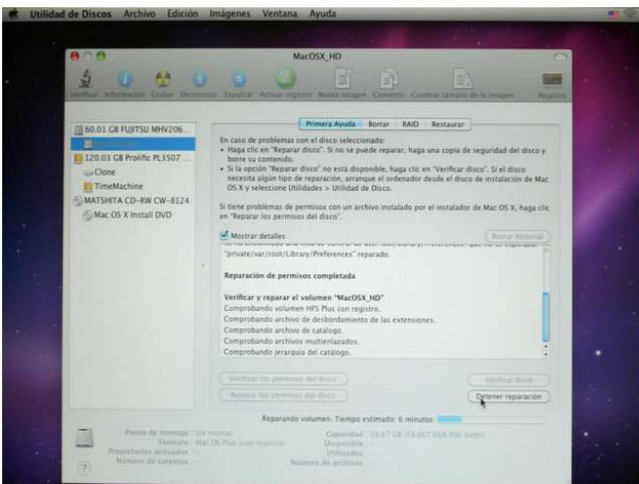 Utilidad de Discos Archivo Edición Imágenes Ventana Ayuda
MacOSX_HD
Verificar Información Grabar Desmontar Expulsar Activar registro Nueva imagen Convertir Cambiar tamaño de la imagen Registro
60.01 GB FUJITSU MHV206...
120.03 GB Prolific PL3507 ...
Clone
TimeMachine
MATSHITA CD-RW CW-8124
Mac OS X Install DVD
Primera Ayuda Borrar RAID Restaurar
En caso de problemas con el disco seleccionado:
• Haga clic en "Reparar disco". Si no se puede reparar, haga una copia de seguridad del disco y
borre su contenido.
• Si la opción "Reparar disco" no está disponible, haga clic en "Verificar disco". Si el disco
necesita algún tipo de reparación, arranque el ordenador desde el disco de instalación de Mac
OS X y seleccione Utilidades > Utilidad de Disco.
Si tiene problemas de permisos con un archivo instalado por el instalador de Mac OS X, haga clic
en "Reparar los permisos del disco".
Mostrar detalles
Borrar historial
"private/var/root/Library/Preferences" reparado.
Reparación de permisos completada
Verificar y reparar el volumen "MacOSX_HD"
Comprobando volumen HFS Plus con registro.
Comprobando archivo de desbordamiento de las extensiones.
Comprobando archivo de catálogo.
Comprobando archivos multienlazados.
Comprobando jerarquía del catálogo.
Verificar los permisos del disco
Verificar disco
Reparar los permisos del disco
Detener reparación
Reparando volumen. Tiempo estimado: 6 minutos
Punto de montaje : Sin montar
Capacidad :
Formato : Mac OS Plus (con registro)
Disponible : -
Propietarios activados : -
Utilizados : -
Número de carpetas : -
Número de archivos : -
?